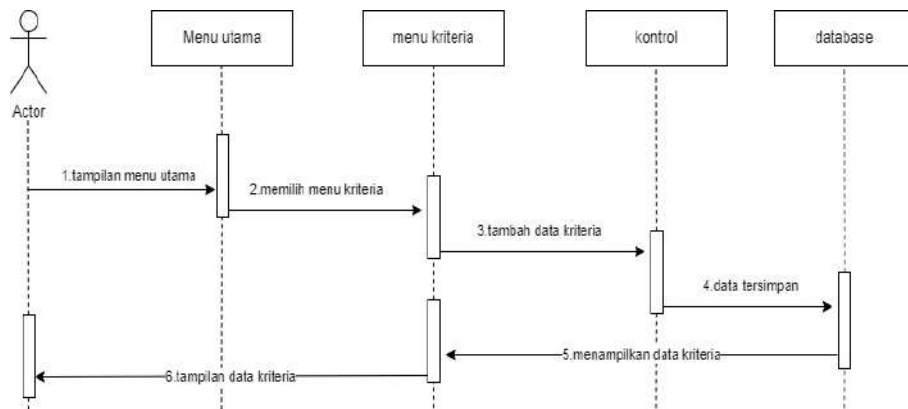 Menu utama
menu kriteria
kontrol
database
Actor
1.tampilan menu utama
2.memilih menu kriteria
3.tambah data kriteria
4.data tersimpan
5.menampilkan data kriteria
6.tampilan data kriteria